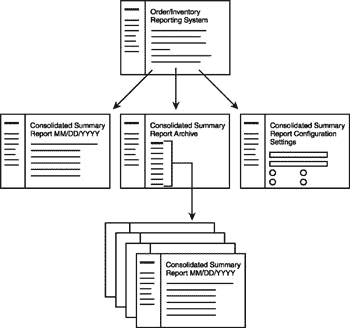 Order/Inventory
Reporting System
Consolidated Summary
Report MM/DD/YYYY
Consolidated Summary
Report Archive
Consolidated Summary
Report Configuration
Settings
Consolidated Summary
Report MM/DD/YYYY